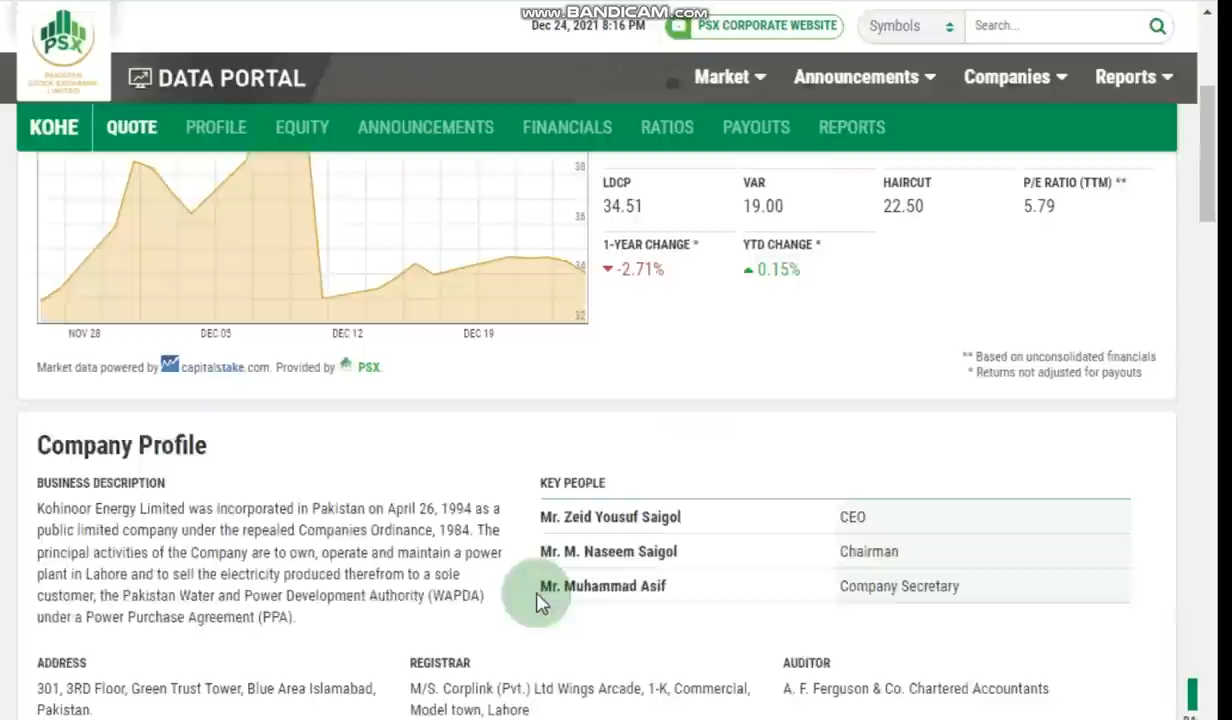 www.BANDICAM.com
Dec 24, 2021 8:16 PM
PSX CORPORATE WEBSITE
Symbols
Search...
PSX
PAKISTAN
STOCK EXCHANGE
LIMITED
DATA PORTAL
Market
Announcements
Companies
Reports
KOHE
QUOTE
PROFILE
EQUITY
ANNOUNCEMENTS
FINANCIALS
RATIOS
PAYOUTS
REPORTS
38
36
34
32
NOV 28
DEC 05
DEC 12
DEC 19
LDCP
34.51
VAR
19.00
HAIRCUT
22.50
P/E RATIO (TTM) **
5.79
1-YEAR CHANGE *
-2.71%
YTD CHANGE *
0.15%
Market data powered by capitalstake.com. Provided by PSX.
** Based on unconsolidated financials
* Returns not adjusted for payouts
Company Profile
BUSINESS DESCRIPTION
Kohinoor Energy Limited was incorporated in Pakistan on April 26, 1994 as a
public limited company under the repealed Companies Ordinance, 1984. The
principal activities of the Company are to own, operate and maintain a power
plant in Lahore and to sell the electricity produced therefrom to a sole
customer, the Pakistan Water and Power Development Authority (WAPDA)
under a Power Purchase Agreement (PPA).
KEY PEOPLE
Mr. Zeid Yousuf Saigol CEO
Mr. M. Naseem Saigol Chairman
Mr. Muhammad Asif Company Secretary
ADDRESS
301, 3RD Floor, Green Trust Tower, Blue Area Islamabad,
Pakistan.
REGISTRAR
M/S. Corplink (Pvt.) Ltd Wings Arcade, 1-K, Commercial,
Model town, Lahore
AUDITOR
A. F. Ferguson & Co. Chartered Accountants